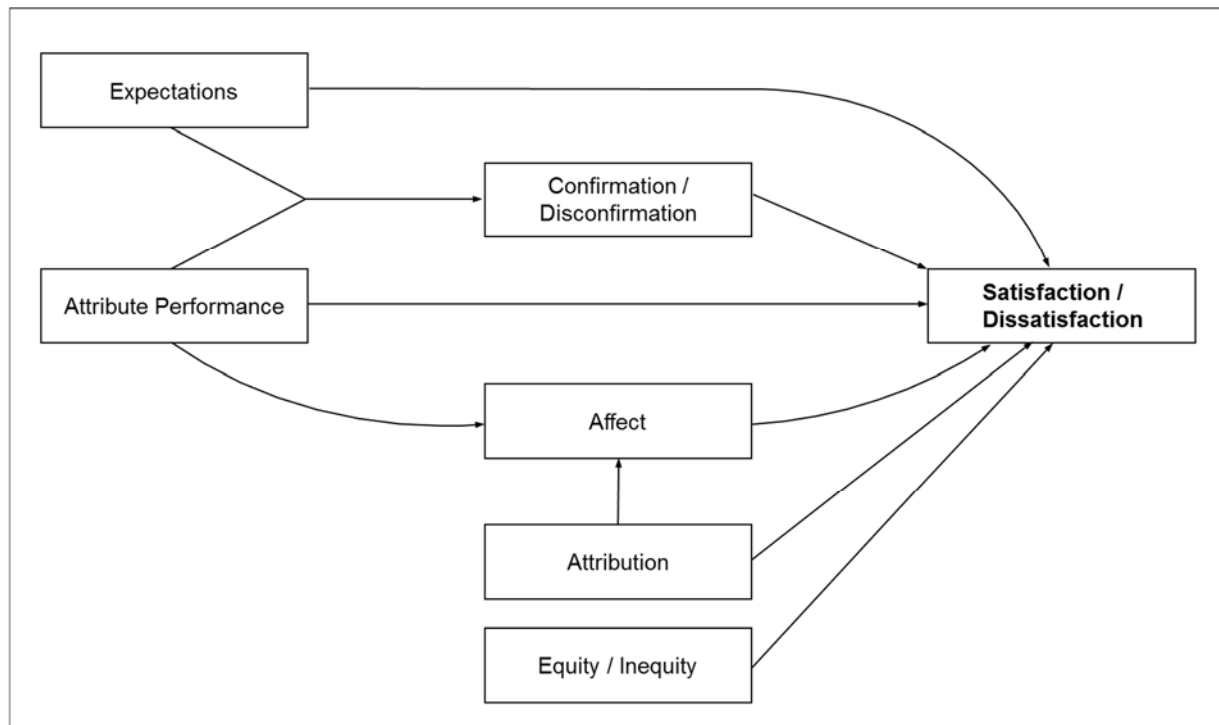 Expectations
Confirmation /
Disconfirmation
Attribute Performance
Satisfaction /
Dissatisfaction
Affect
Attribution
Equity / Inequity